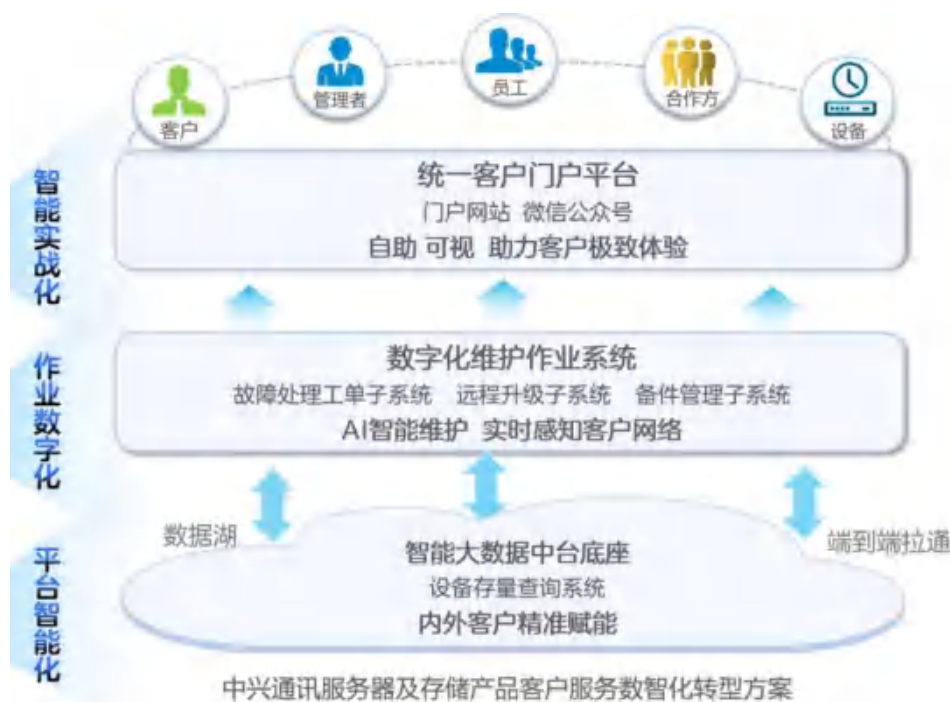 客户
管理者
员工
合作方
设备
智能实战化
统一客户门户平台
门户网站 微信公众号
自助 可视 助力客户极致体验
作业数字化
数字化维护作业系统
故障处理工单子系统 远程升级子系统 备件管理子系统
AI智能维护 实时感知客户网络
平台智能化
数据湖
端到端拉通
智能大数据中台底座
设备存量查询系统
内外客户精准赋能
中兴通讯服务器及存储产品客户服务数智化转型方案